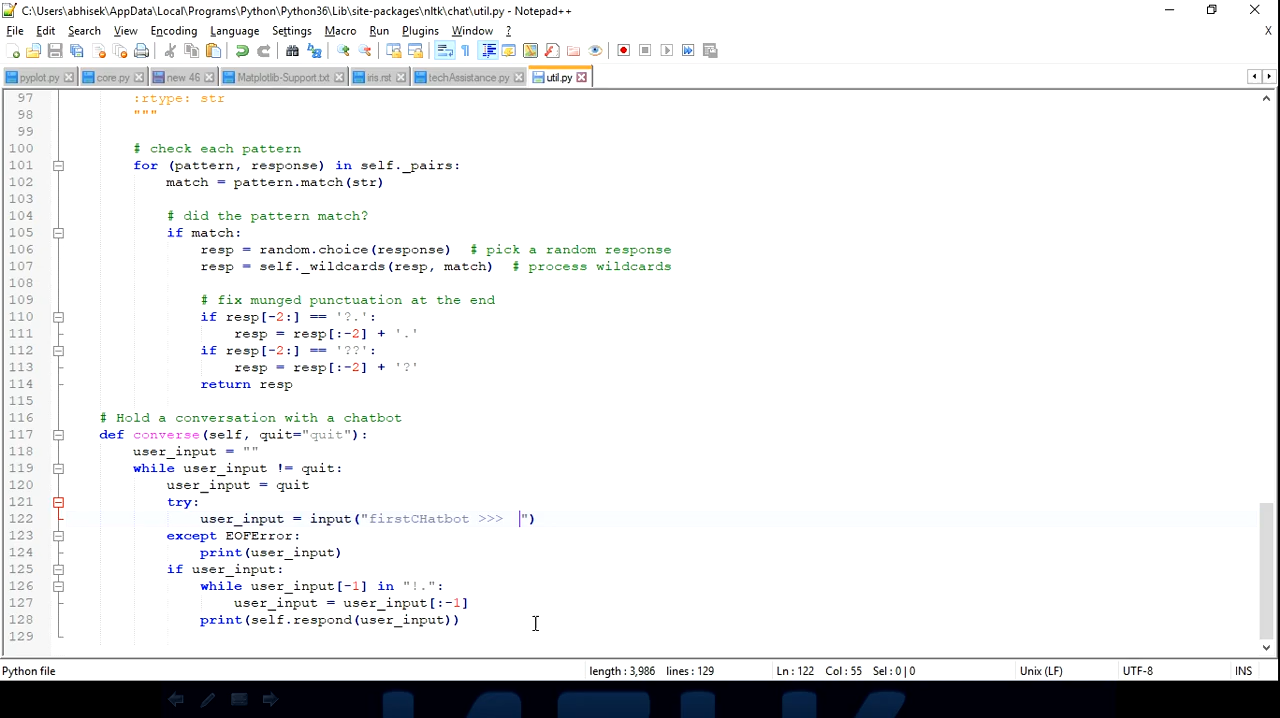 C:\Users\abhisek\AppData\Local\Programs\Python\Python36\Lib\site-packages\nltk\chat\util.py - Notepad++
File Edit Search View Encoding Language Settings Macro Run Plugins Window ? X
pyplot.py core.py new 46 Matplotlib-Support.txt iris.rst techAssistance.py util.py
97 :rtype: str
98 """
99
100 # check each pattern
101 for (pattern, response) in self._pairs:
102 match = pattern.match(str)
103
104 # did the pattern match?
105 if match:
106 resp = random.choice(response)  # pick a random response
107 resp = self._wildcards(resp, match)  # process wildcards
108
109 # fix munged punctuation at the end
110 if resp[-2:] == '?.':
111 resp = resp[:-2] + '.'
112 if resp[-2:] == '??':
113 resp = resp[:-2] + '?'
114 return resp
115
116 # Hold a conversation with a chatbot
117 def converse(self, quit="quit"):
118 user_input = ""
119 while user_input != quit:
120 user_input = quit
121 try:
122 user_input = input("firstCHatbot >>>  ")
123 except EOFError:
124 print(user_input)
125 if user_input:
126 while user_input[-1] in "!.":
127 user_input = user_input[:-1]
128 print(self.respond(user_input))
129
Python file length : 3,986 lines : 129 Ln : 122 Col : 55 Sel : 0 | 0 Unix (LF) UTF-8 INS